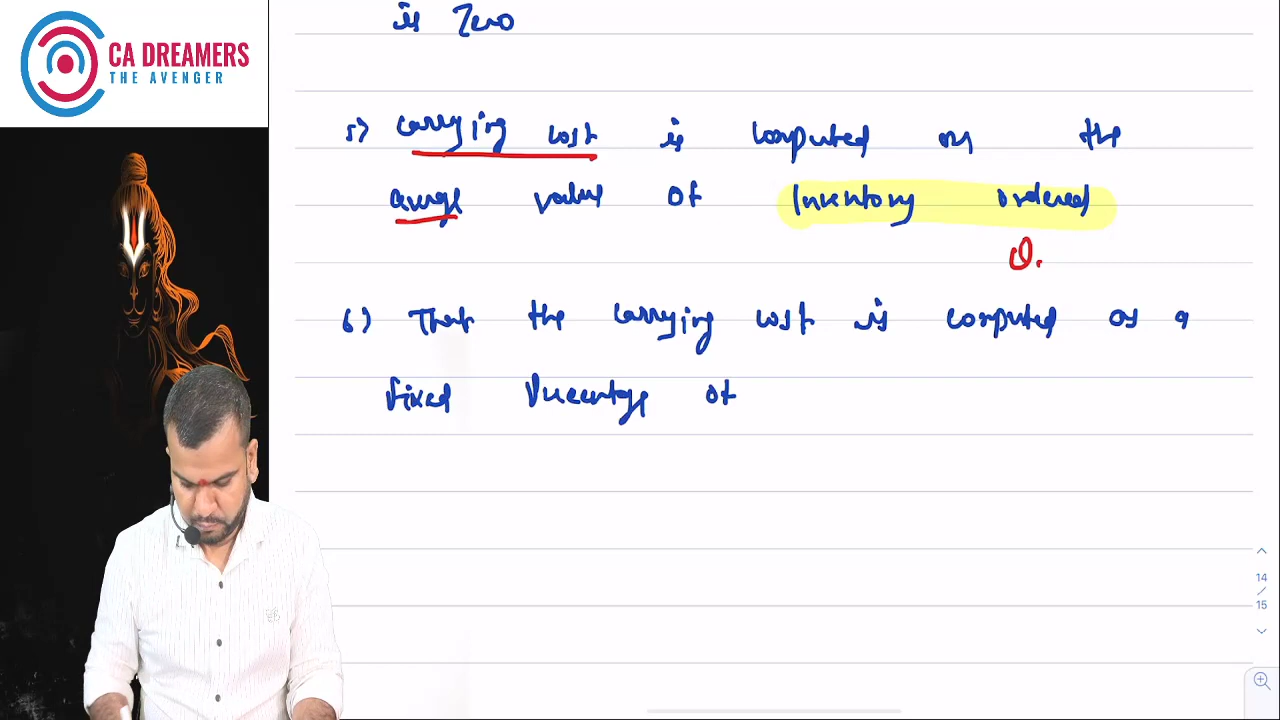 CA DREAMERS
THE AVENGER
is Zero
5) carrying cost is computed on the
average value of Inventory ordered
Q.
6) That the carrying cost is computed as a
fixed Percentage of
14
/
15